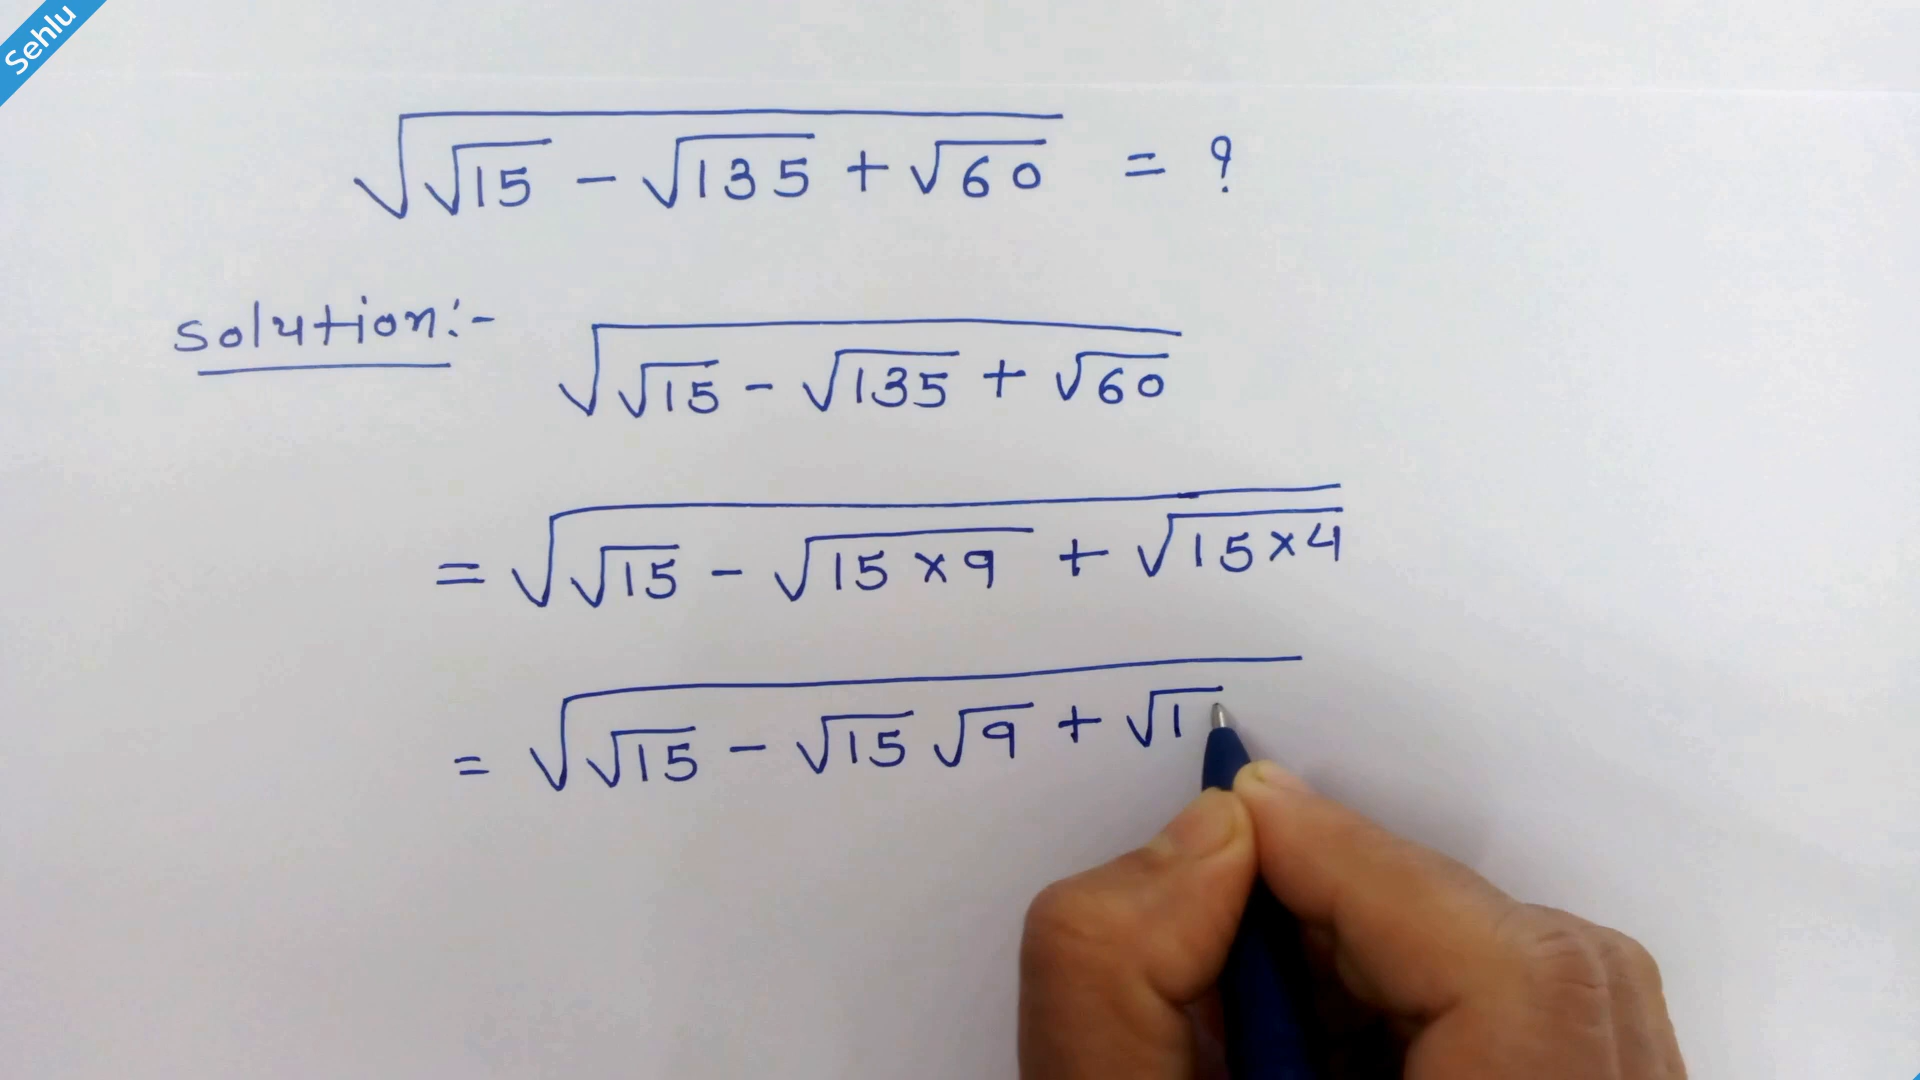 Sehlu
√(√15 - √135 + √60) = ?
Solution:- √(√15 - √135 + √60)
= √(√15 - √(15×9) + √(15×4))
= √(√15 - √15 √9 + √1